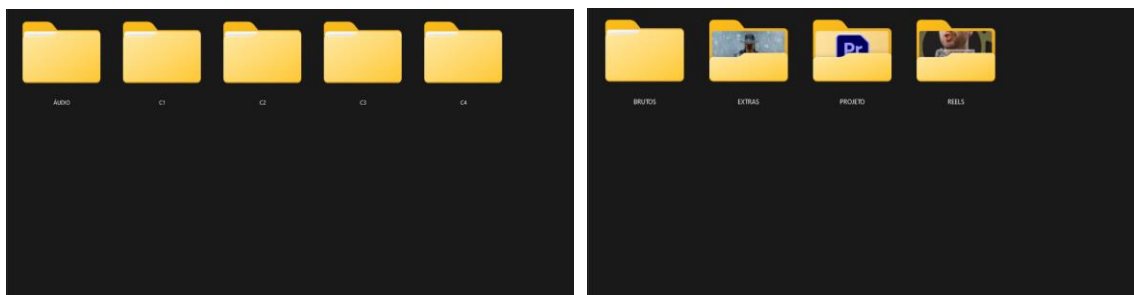 ÁUDIO C1 C2 C3 C4
BRUTOS EXTRAS PROJETO REELS
Pr